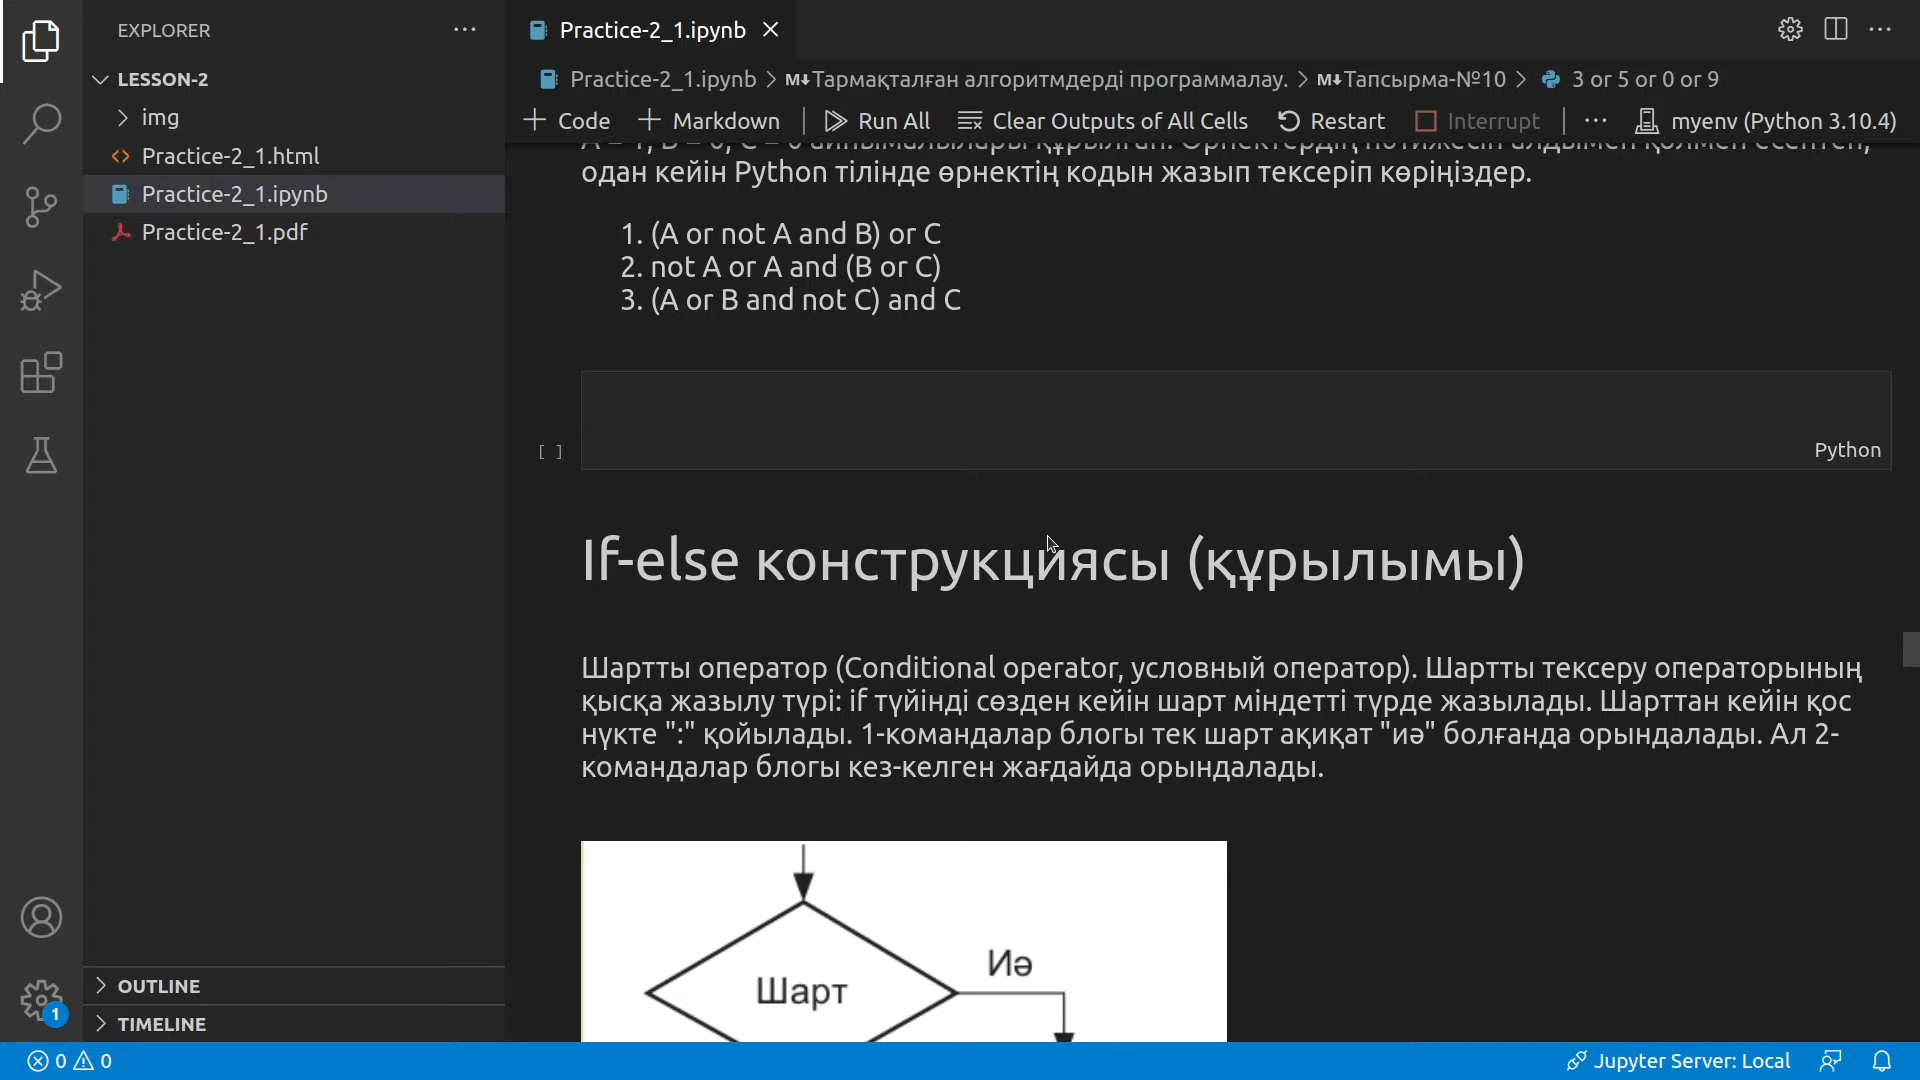 EXPLORER
LESSON-2
img
Practice-2_1.html
Practice-2_1.ipynb
Practice-2_1.pdf
OUTLINE
TIMELINE
1
Practice-2_1.ipynb
Practice-2_1.ipynb > M↓Тармақталған алгоритмдерді программалау. > M↓Тапсырма-№10 > 3 or 5 or 0 or 9
+ Code + Markdown Run All Clear Outputs of All Cells Restart Interrupt ... myenv (Python 3.10.4)
одан кейін Python тілінде өрнектің кодын жазып тексеріп көріңіздер.
1. (A or not A and B) or C
2. not A or A and (B or C)
3. (A or B and not C) and C
[ ]
Python
If-else конструкциясы (құрылымы)
Шартты оператор (Conditional operator, условный оператор). Шартты тексеру операторының
қысқа жазылу түрі: if түйінді сөзден кейін шарт міндетті түрде жазылады. Шарттан кейін қос
нүкте ":" қойылады. 1-командалар блогы тек шарт ақиқат "иә" болғанда орындалады. Ал 2-
командалар блогы кез-келген жағдайда орындалады.
Иә
Шарт
0 0
Jupyter Server: Local